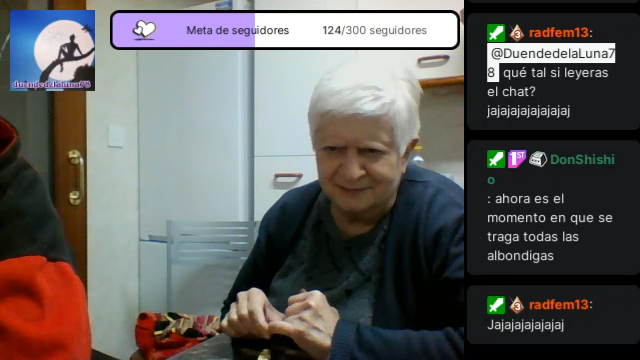 duendedelaluna78
Meta de seguidores 124/300 seguidores
radfem13:
@DuendedelaLuna7
8 qué tal si leyeras
el chat?
jajajajajajajaj
1ST DonShishi
o
: ahora es el
momento en que se
traga todas las
albondigas
radfem13:
Jajajajajajajaj